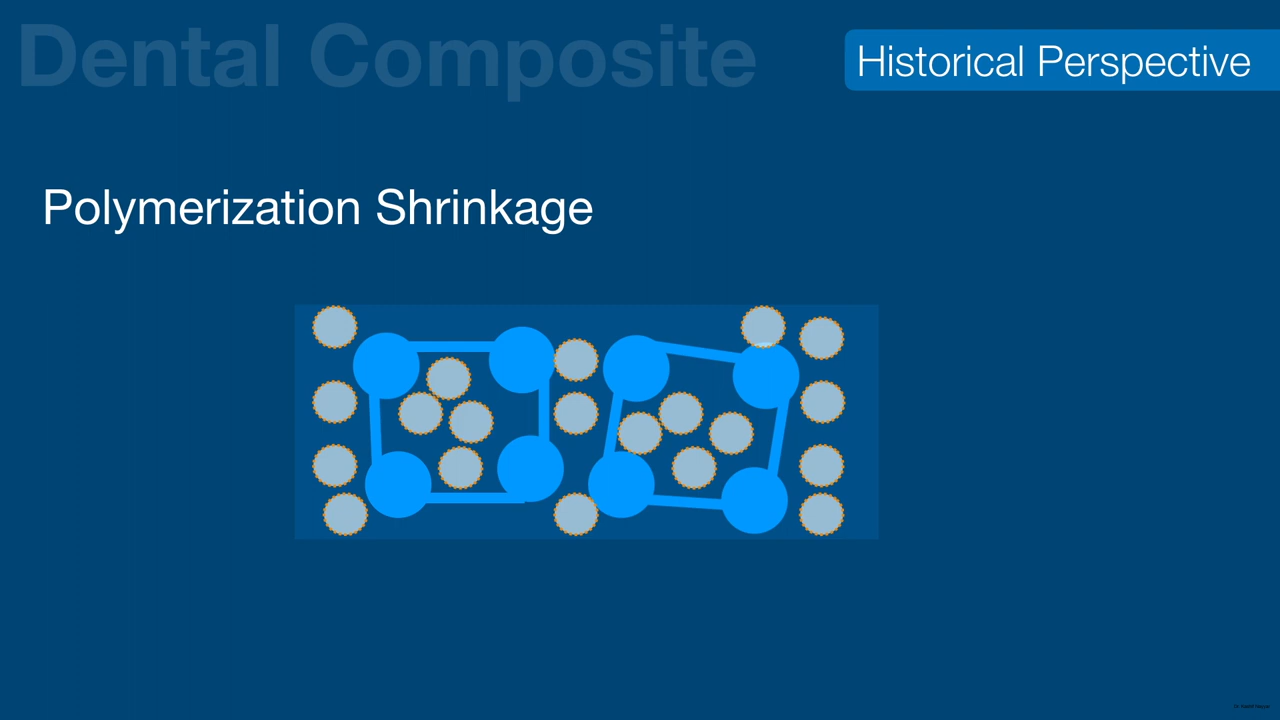 Dental Composite
Historical Perspective
Polymerization Shrinkage